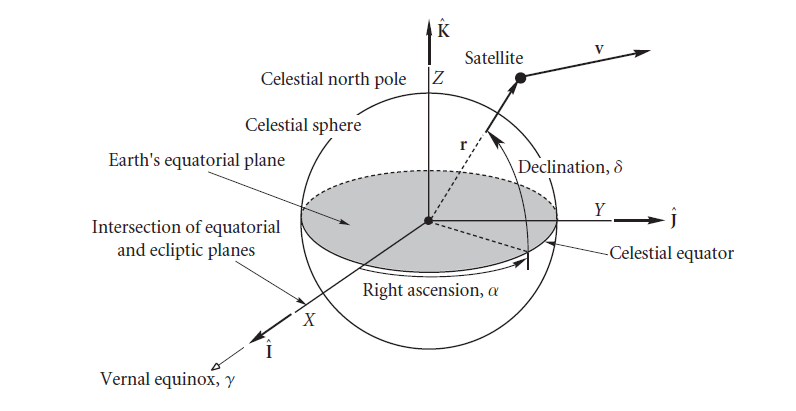 K̂
Satellite
v
Celestial north pole
Z
Celestial sphere
r
Earth's equatorial plane
Declination, δ
Y
Ĵ
Intersection of equatorial
and ecliptic planes
Celestial equator
Right ascension, α
X
Î
Vernal equinox, γ